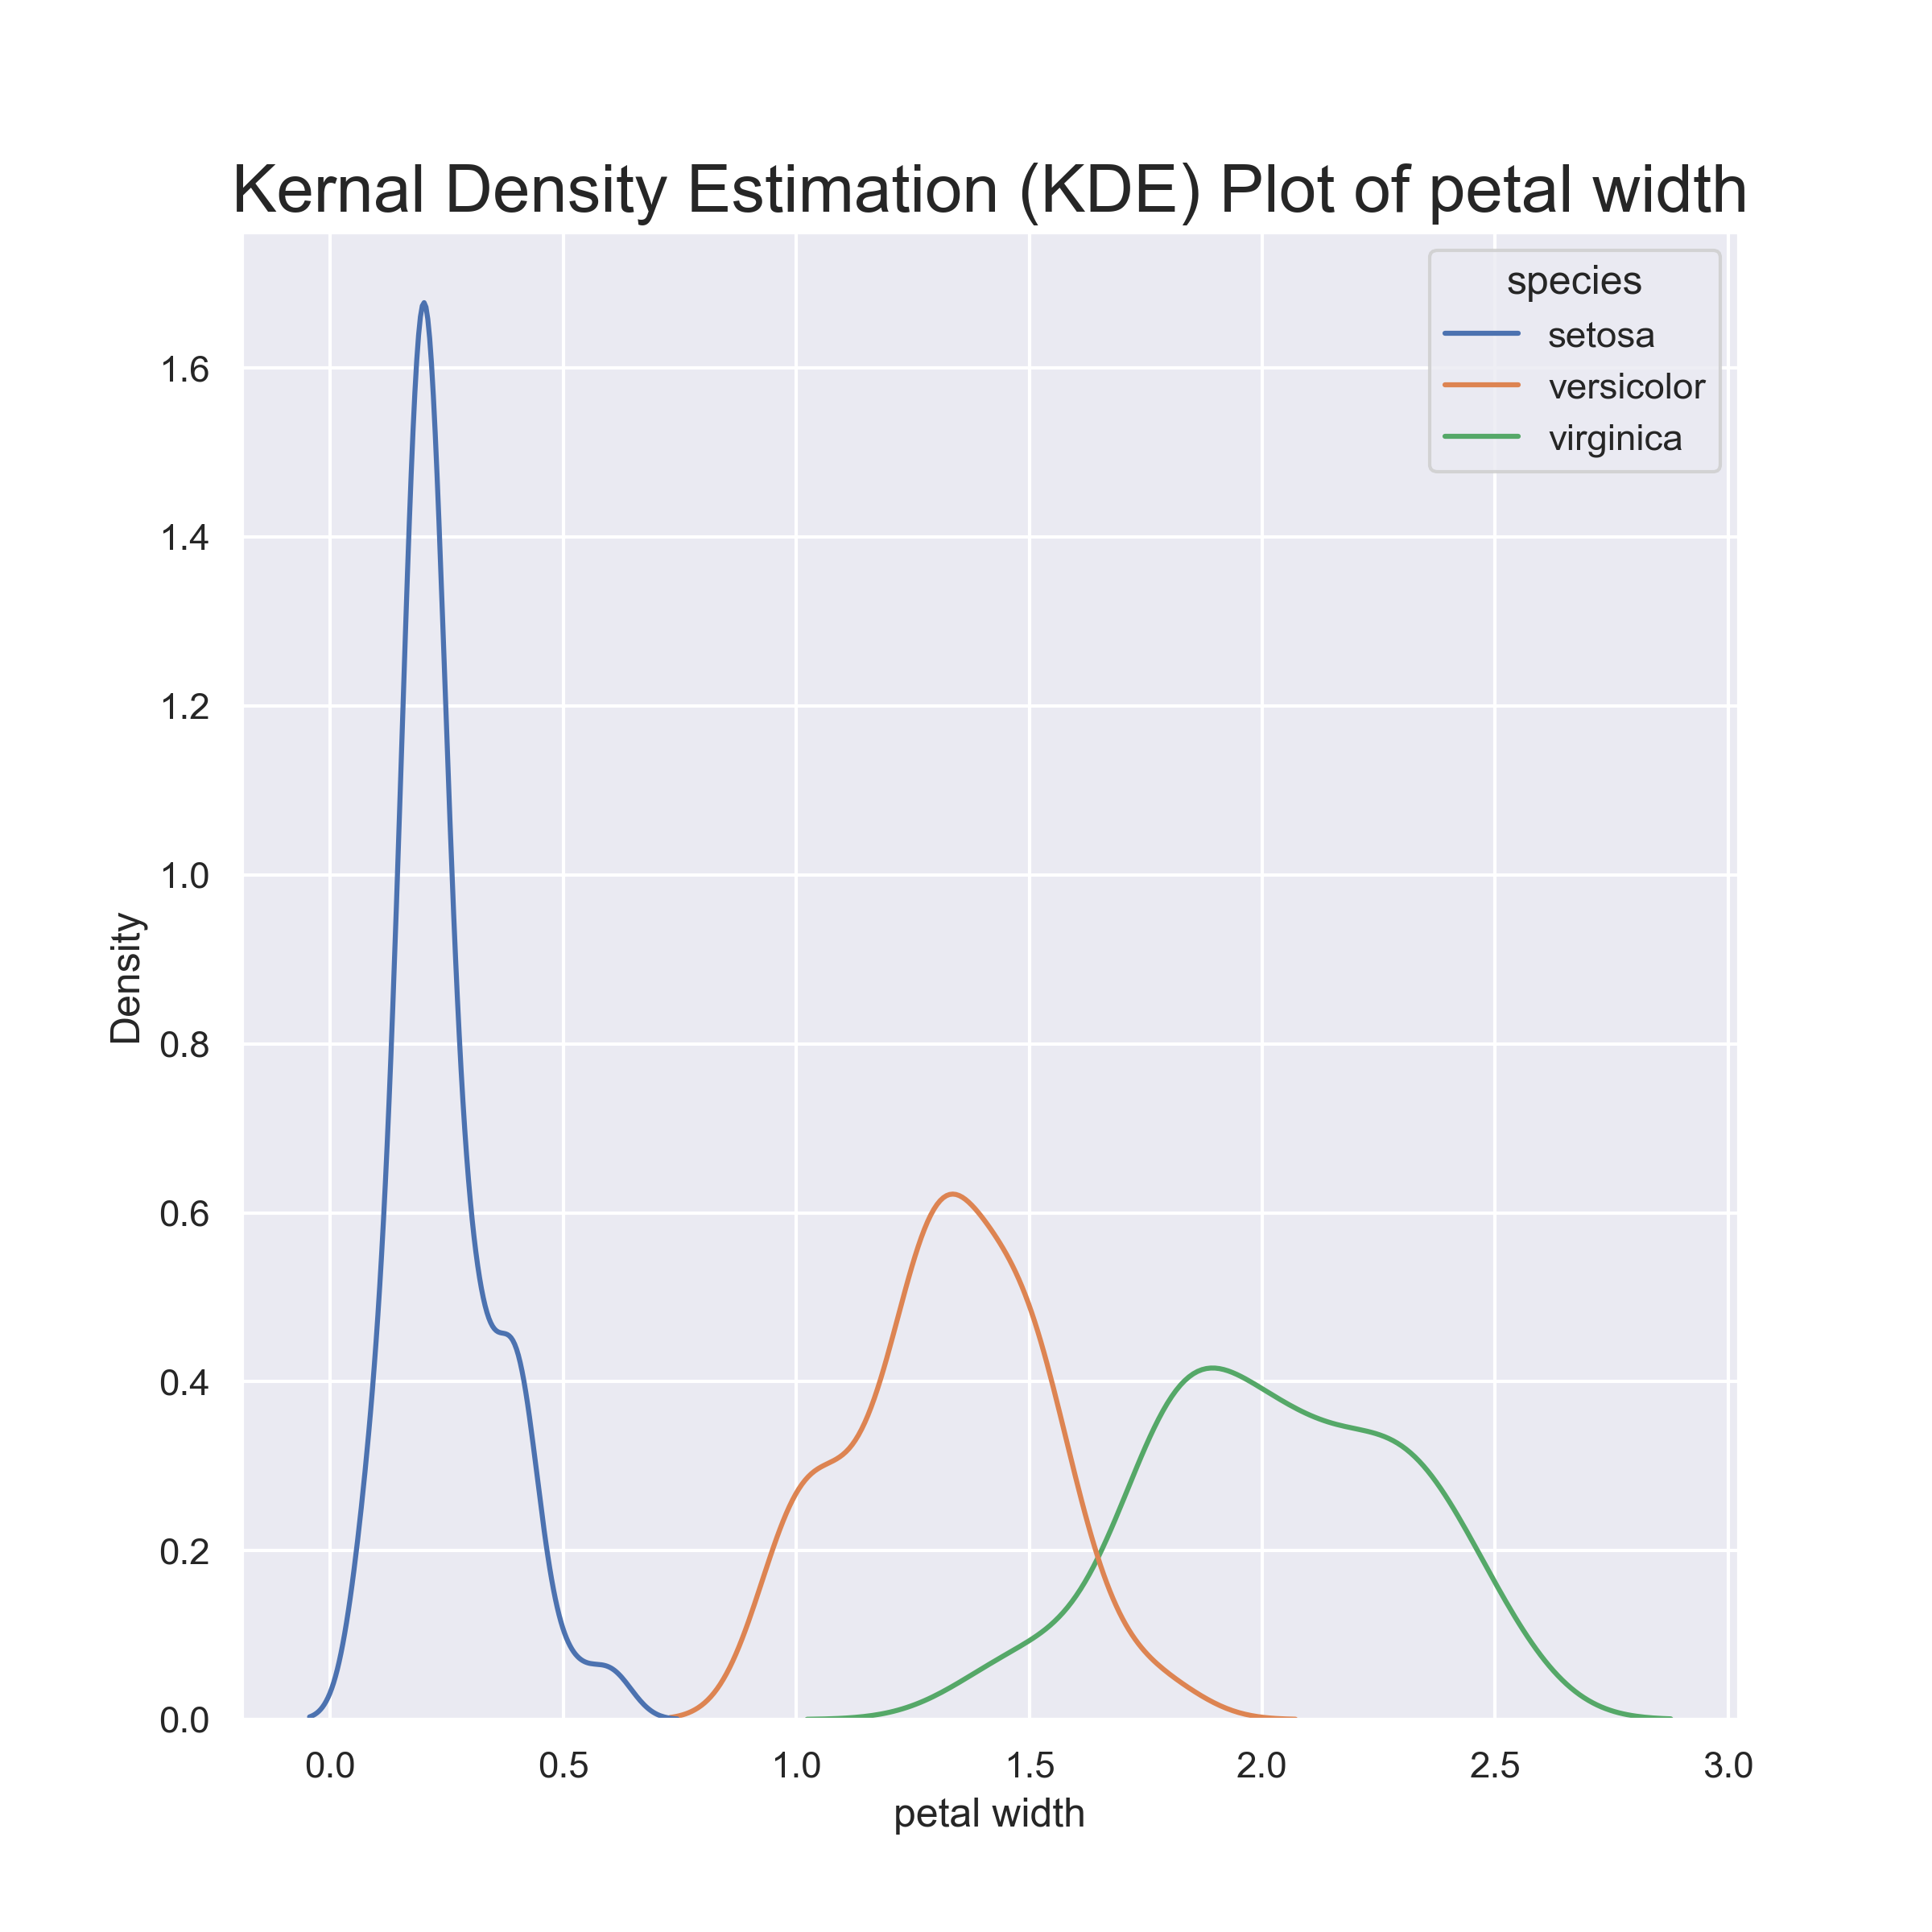 Kernal Density Estimation (KDE) Plot of petal width
species
setosa
versicolor
virginica
1.6
1.4
1.2
1.0
0.8
0.6
0.4
0.2
0.0
Density
0.0 0.5 1.0 1.5 2.0 2.5 3.0
petal width